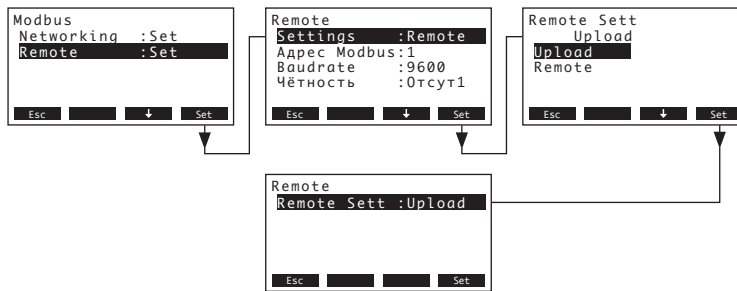 Modbus
Networking :Set
Remote :Set
Esc ↓ Set
Remote
Settings :Remote
Адрес Modbus:1
Baudrate :9600
Чётность :Отсут1
Esc ↓ Set
Remote Sett
Upload
Upload
Remote
Esc ↓ Set
Remote
Remote Sett :Upload
Esc Set